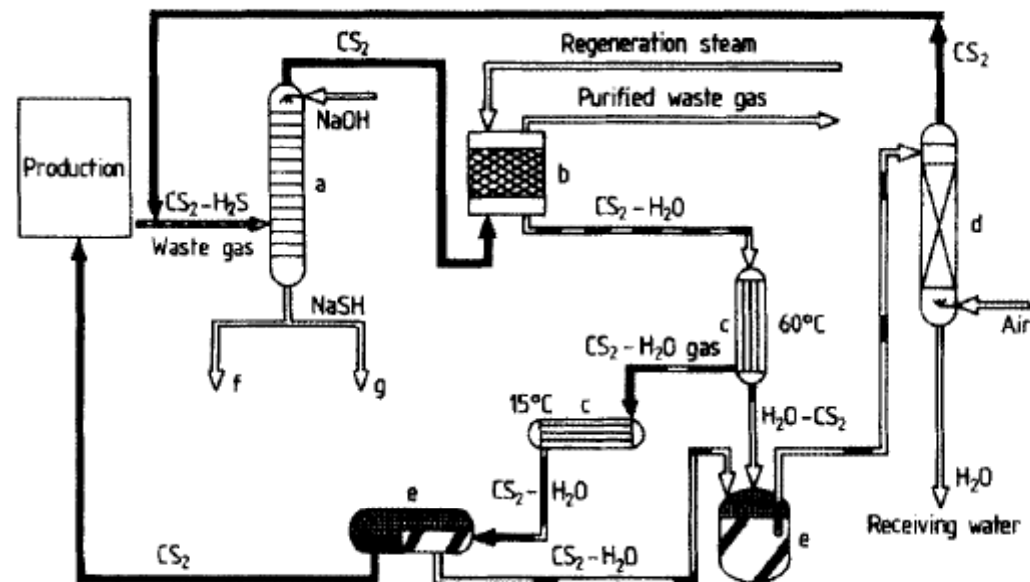 CS₂
Regeneration steam
CS₂
Purified waste gas
NaOH
Production
a
b
CS₂-H₂S
CS₂-H₂O
d
Waste gas
NaSH
c
60°C
Air
CS₂-H₂O gas
f
g
15°C
c
H₂O-CS₂
CS₂-
H₂O
H₂O
e
Receiving water
e
CS₂
CS₂-H₂O